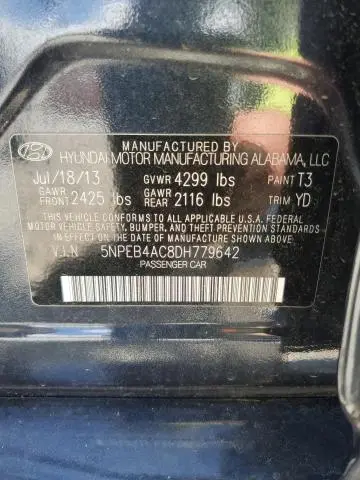 MANUFACTURED BY
HYUNDAI MOTOR MANUFACTURING ALABAMA, LLC
Jul/18/13 GVWR 4299 lbs PAINT T3
GAWR FRONT 2425 lbs GAWR REAR 2116 lbs TRIM YD
THIS VEHICLE CONFORMS TO ALL APPLICABLE U.S.A. FEDERAL
MOTOR VEHICLE SAFETY, BUMPER, AND THEFT PREVENTION STANDARDS
IN EFFECT ON THE DATE OF MANUFACTURE SHOWN ABOVE.
V.I.N 5NPEB4AC8DH779642
PASSENGER CAR